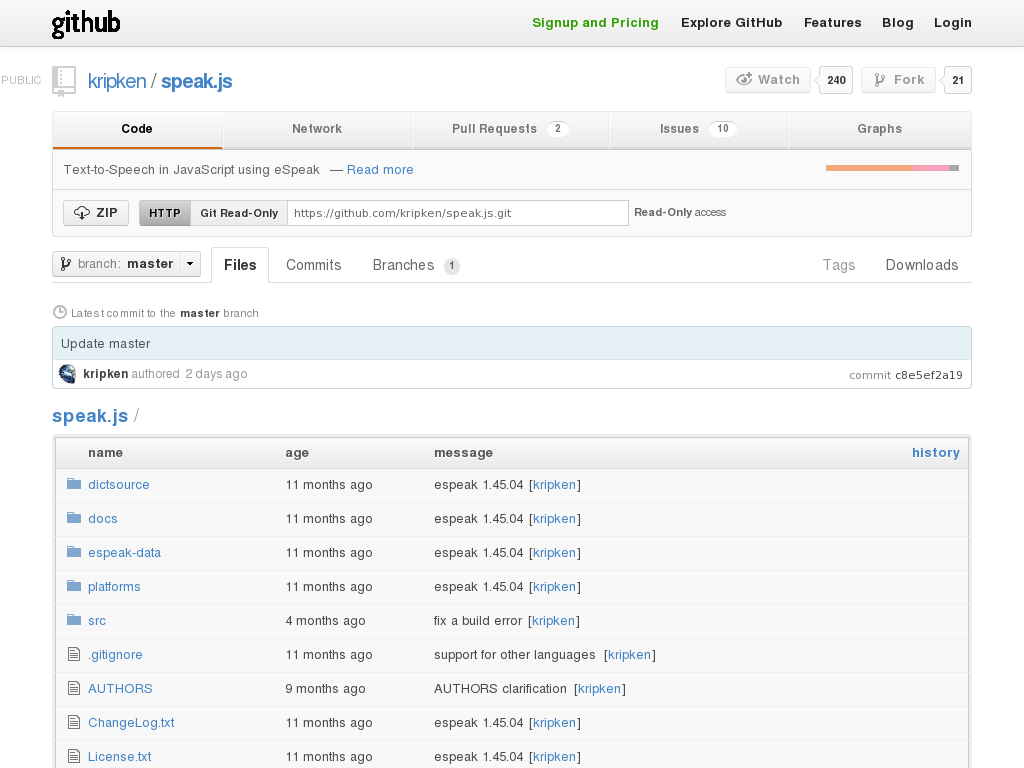 github Signup and Pricing Explore GitHub Features Blog Login
PUBLIC kripken / speak.js Watch 240 Fork 21
Code Network Pull Requests 2 Issues 10 Graphs
Text-to-Speech in JavaScript using eSpeak — Read more
ZIP HTTP Git Read-Only https://github.com/kripken/speak.js.git Read-Only access
branch: master Files Commits Branches 1 Tags Downloads
Latest commit to the master branch
Update master
kripken authored 2 days ago commit c8e5ef2a19
speak.js /
name age message history
dictsource 11 months ago espeak 1.45.04 [kripken]
docs 11 months ago espeak 1.45.04 [kripken]
espeak-data 11 months ago espeak 1.45.04 [kripken]
platforms 11 months ago espeak 1.45.04 [kripken]
src 4 months ago fix a build error [kripken]
.gitignore 11 months ago support for other languages [kripken]
AUTHORS 9 months ago AUTHORS clarification [kripken]
ChangeLog.txt 11 months ago espeak 1.45.04 [kripken]
License.txt 11 months ago espeak 1.45.04 [kripken]